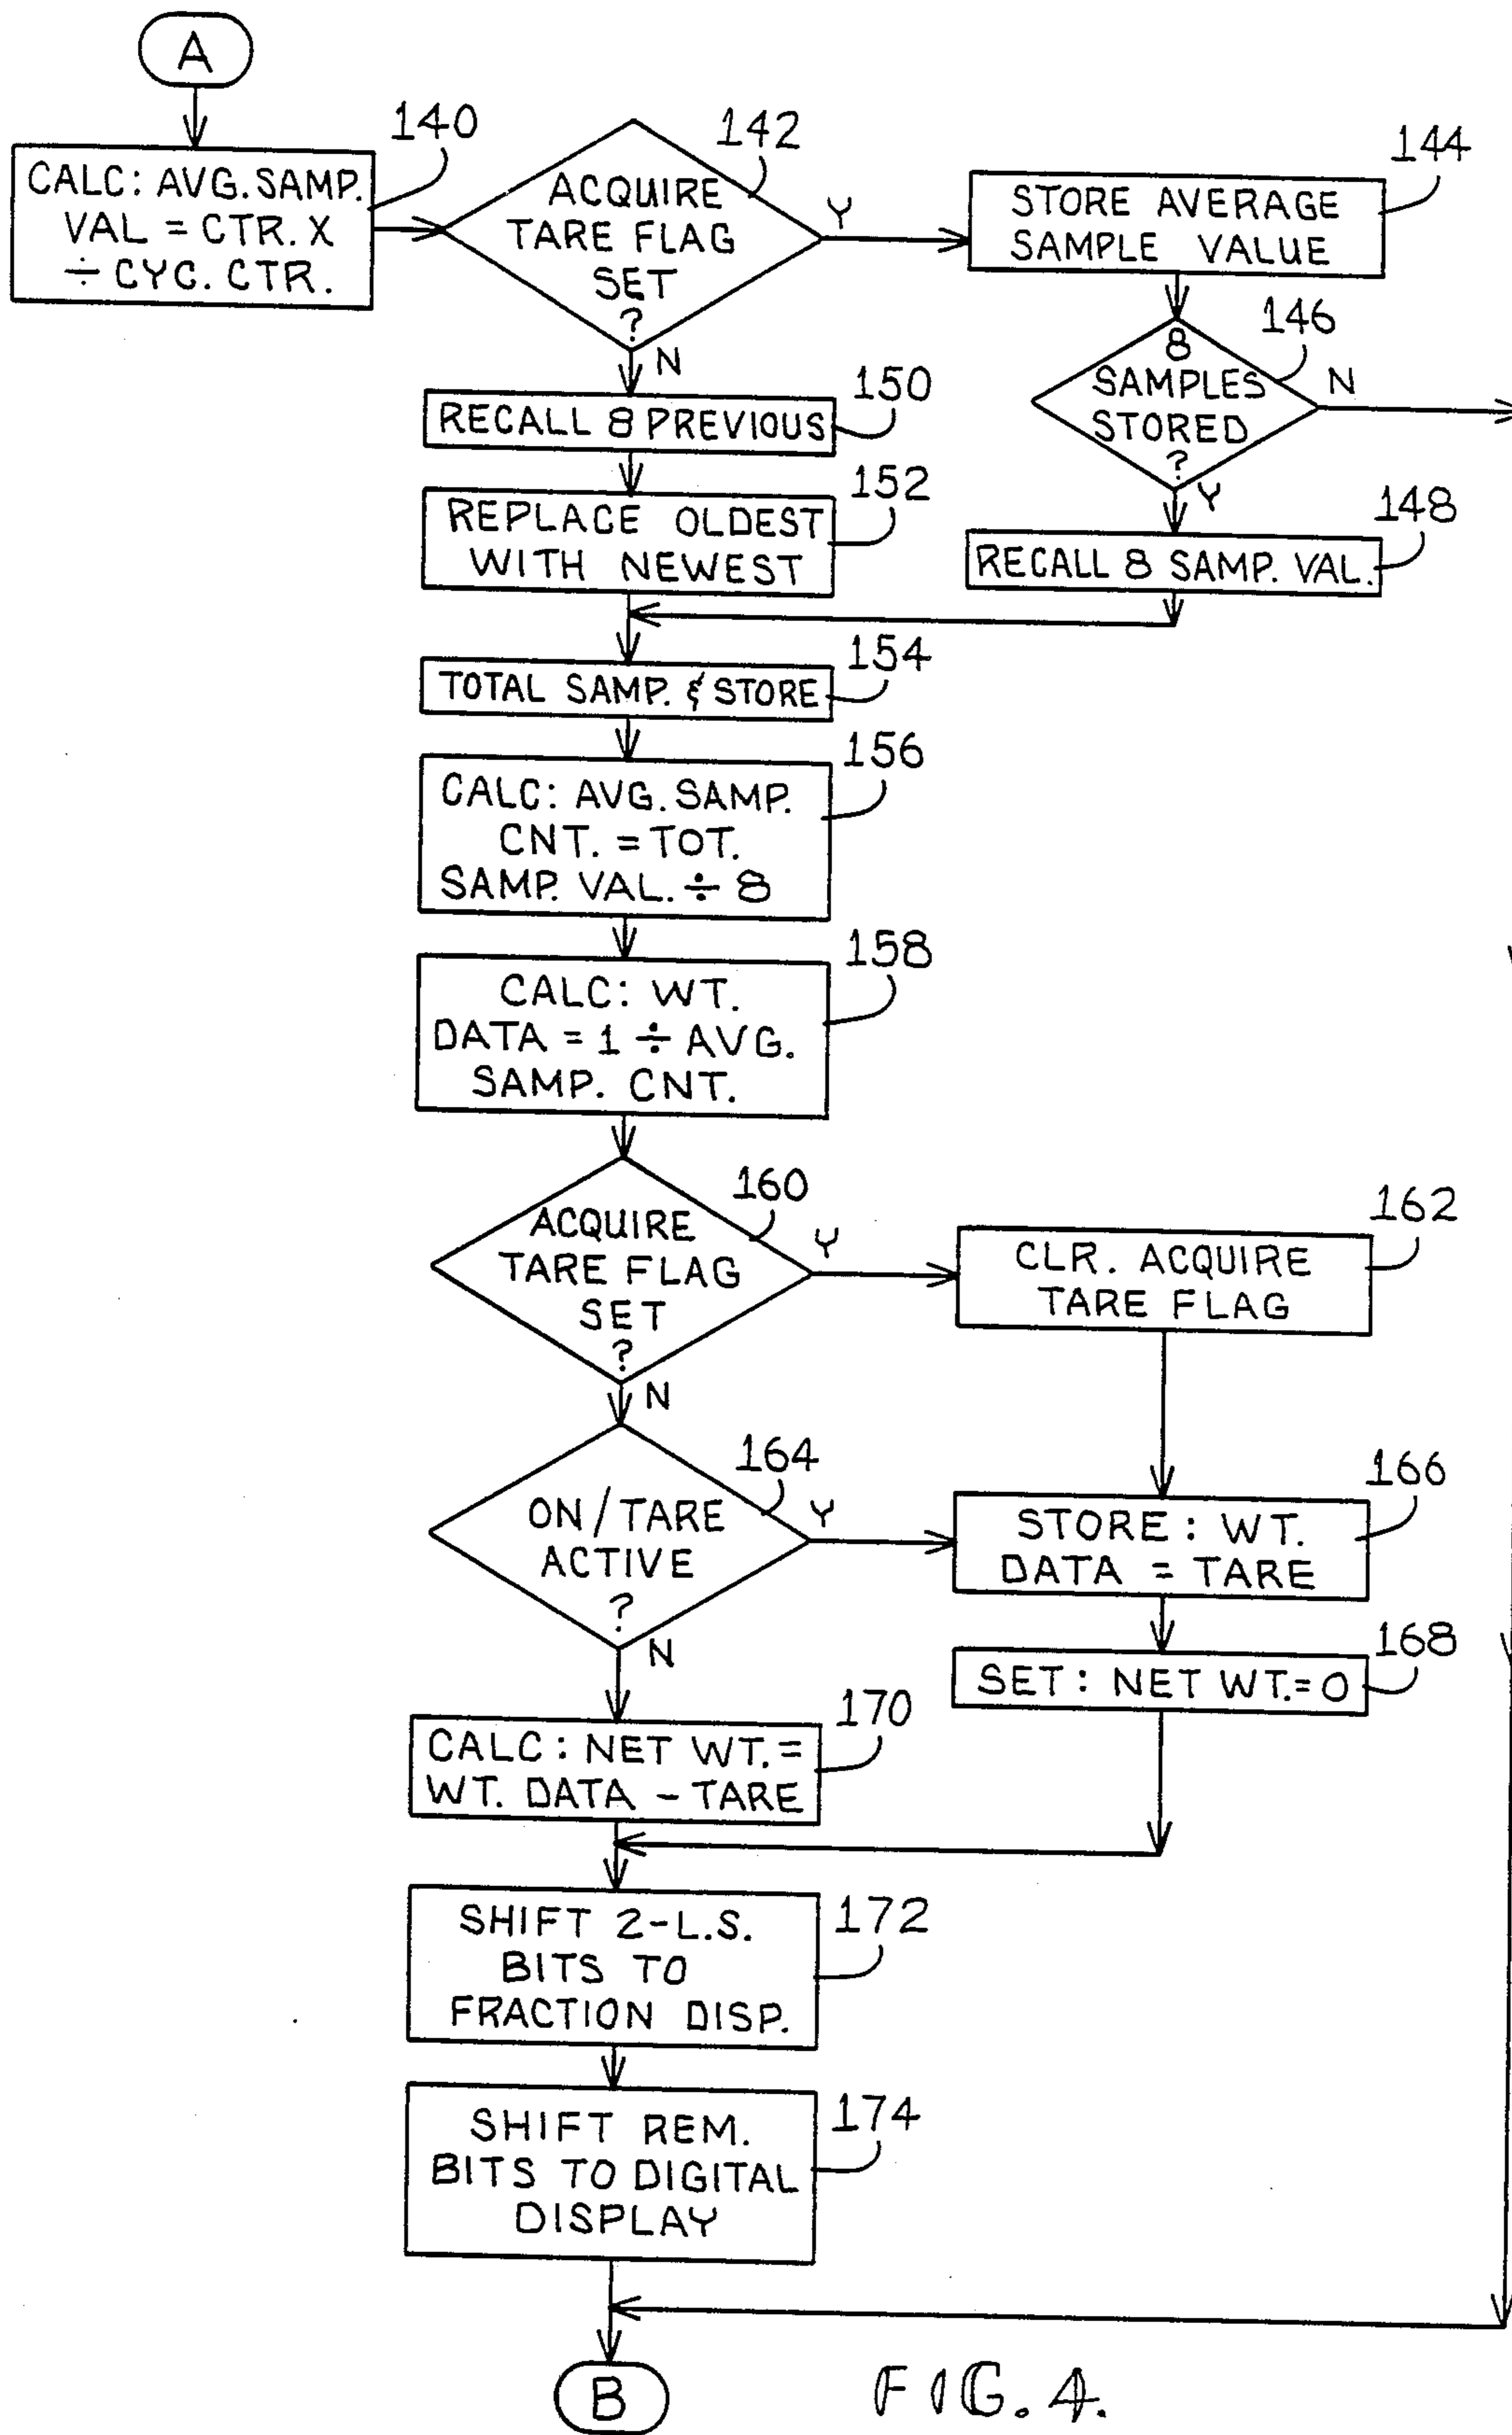 A
140
CALC: AVG. SAMP.
VAL = CTR. X
÷ CYC. CTR.
142
ACQUIRE
TARE FLAG
SET
?
Y
N
144
STORE AVERAGE
SAMPLE VALUE
146
8
SAMPLES
STORED
?
N
Y
150
RECALL 8 PREVIOUS
152
REPLACE OLDEST
WITH NEWEST
148
RECALL 8 SAMP. VAL.
154
TOTAL SAMP. & STORE
156
CALC: AVG. SAMP.
CNT. = TOT.
SAMP. VAL. ÷ 8
158
CALC: WT.
DATA = 1 ÷ AVG.
SAMP. CNT.
160
ACQUIRE
TARE FLAG
SET
?
Y
N
162
CLR. ACQUIRE
TARE FLAG
164
ON / TARE
ACTIVE
?
Y
N
166
STORE : WT.
DATA = TARE
168
SET : NET WT. = 0
170
CALC : NET WT. =
WT. DATA - TARE
172
SHIFT 2-L.S.
BITS TO
FRACTION DISP.
174
SHIFT REM.
BITS TO DIGITAL
DISPLAY
B
FIG. 4.